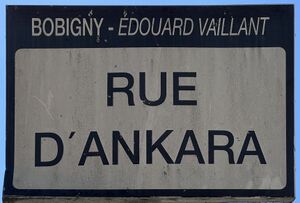 BOBIGNY - ÉDOUARD VAILLANT
RUE
D'ANKARA